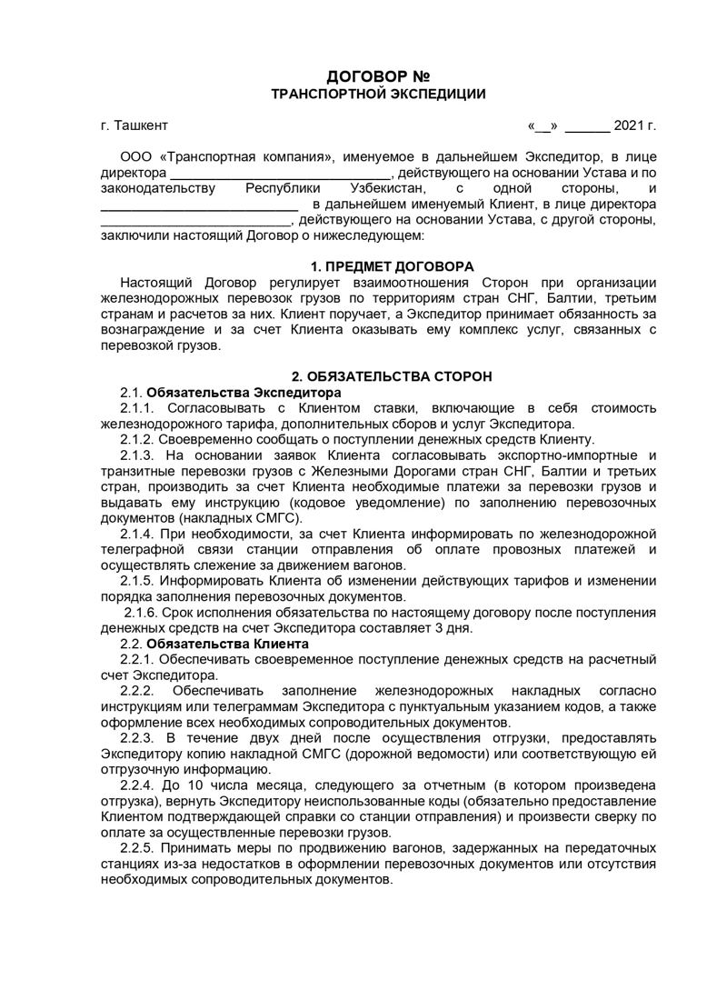 ДОГОВОР №
ТРАНСПОРТНОЙ ЭКСПЕДИЦИИ
г. Ташкент «__» ______ 2021 г.
ООО «Транспортная компания», именуемое в дальнейшем Экспедитор, в лице
директора _____________________________, действующего на основании Устава и по
законодательству Республики Узбекистан, с одной стороны, и
__________________________ в дальнейшем именуемый Клиент, в лице директора
_________________________, действующего на основании Устава, с другой стороны,
заключили настоящий Договор о нижеследующем:
1. ПРЕДМЕТ ДОГОВОРА
Настоящий Договор регулирует взаимоотношения Сторон при организации
железнодорожных перевозок грузов по территориям стран СНГ, Балтии, третьим
странам и расчетов за них. Клиент поручает, а Экспедитор принимает обязанность за
вознаграждение и за счет Клиента оказывать ему комплекс услуг, связанных с
перевозкой грузов.
2. ОБЯЗАТЕЛЬСТВА СТОРОН
2.1. Обязательства Экспедитора
2.1.1. Согласовывать с Клиентом ставки, включающие в себя стоимость
железнодорожного тарифа, дополнительных сборов и услуг Экспедитора.
2.1.2. Своевременно сообщать о поступлении денежных средств Клиенту.
2.1.3. На основании заявок Клиента согласовывать экспортно-импортные и
транзитные перевозки грузов с Железными Дорогами стран СНГ, Балтии и третьих
стран, производить за счет Клиента необходимые платежи за перевозки грузов и
выдавать ему инструкцию (кодовое уведомление) по заполнению перевозочных
документов (накладных СМГС).
2.1.4. При необходимости, за счет Клиента информировать по железнодорожной
телеграфной связи станции отправления об оплате провозных платежей и
осуществлять слежение за движением вагонов.
2.1.5. Информировать Клиента об изменении действующих тарифов и изменении
порядка заполнения перевозочных документов.
2.1.6. Срок исполнения обязательства по настоящему договору после поступления
денежных средств на счет Экспедитора составляет 3 дня.
2.2. Обязательства Клиента
2.2.1. Обеспечивать своевременное поступление денежных средств на расчетный
счет Экспедитора.
2.2.2. Обеспечивать заполнение железнодорожных накладных согласно
инструкциям или телеграммам Экспедитора с пунктуальным указанием кодов, а также
оформление всех необходимых сопроводительных документов.
2.2.3. В течение двух дней после осуществления отгрузки, предоставлять
Экспедитору копию накладной СМГС (дорожной ведомости) или соответствующую ей
отгрузочную информацию.
2.2.4. До 10 числа месяца, следующего за отчетным (в котором произведена
отгрузка), вернуть Экспедитору неиспользованные коды (обязательно предоставление
Клиентом подтверждающей справки со станции отправления) и произвести сверку по
оплате за осуществленные перевозки грузов.
2.2.5. Принимать меры по продвижению вагонов, задержанных на передаточных
станциях из-за недостатков в оформлении перевозочных документов или отсутствия
необходимых сопроводительных документов.